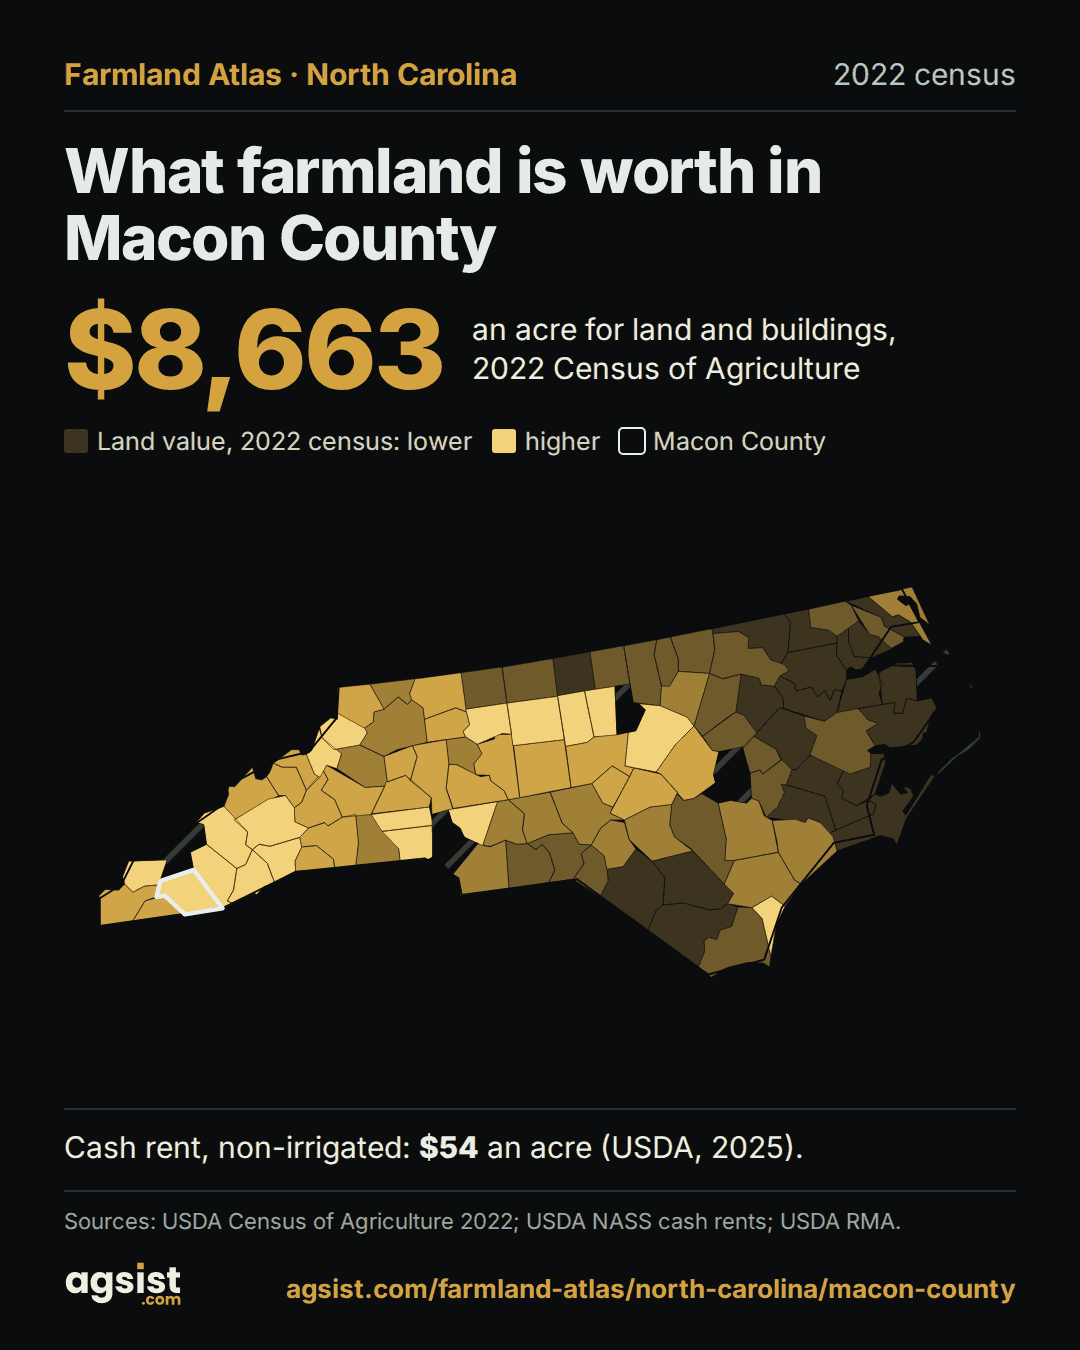 Farmland Atlas · North Carolina
2022 census
What farmland is worth in
Macon County
$8,663
an acre for land and buildings,
2022 Census of Agriculture
Land value, 2022 census: lower
higher
Macon County
Cash rent, non-irrigated: $54 an acre (USDA, 2025).
Sources: USDA Census of Agriculture 2022; USDA NASS cash rents; USDA RMA.
agsist
.com
agsist.com/farmland-atlas/north-carolina/macon-county